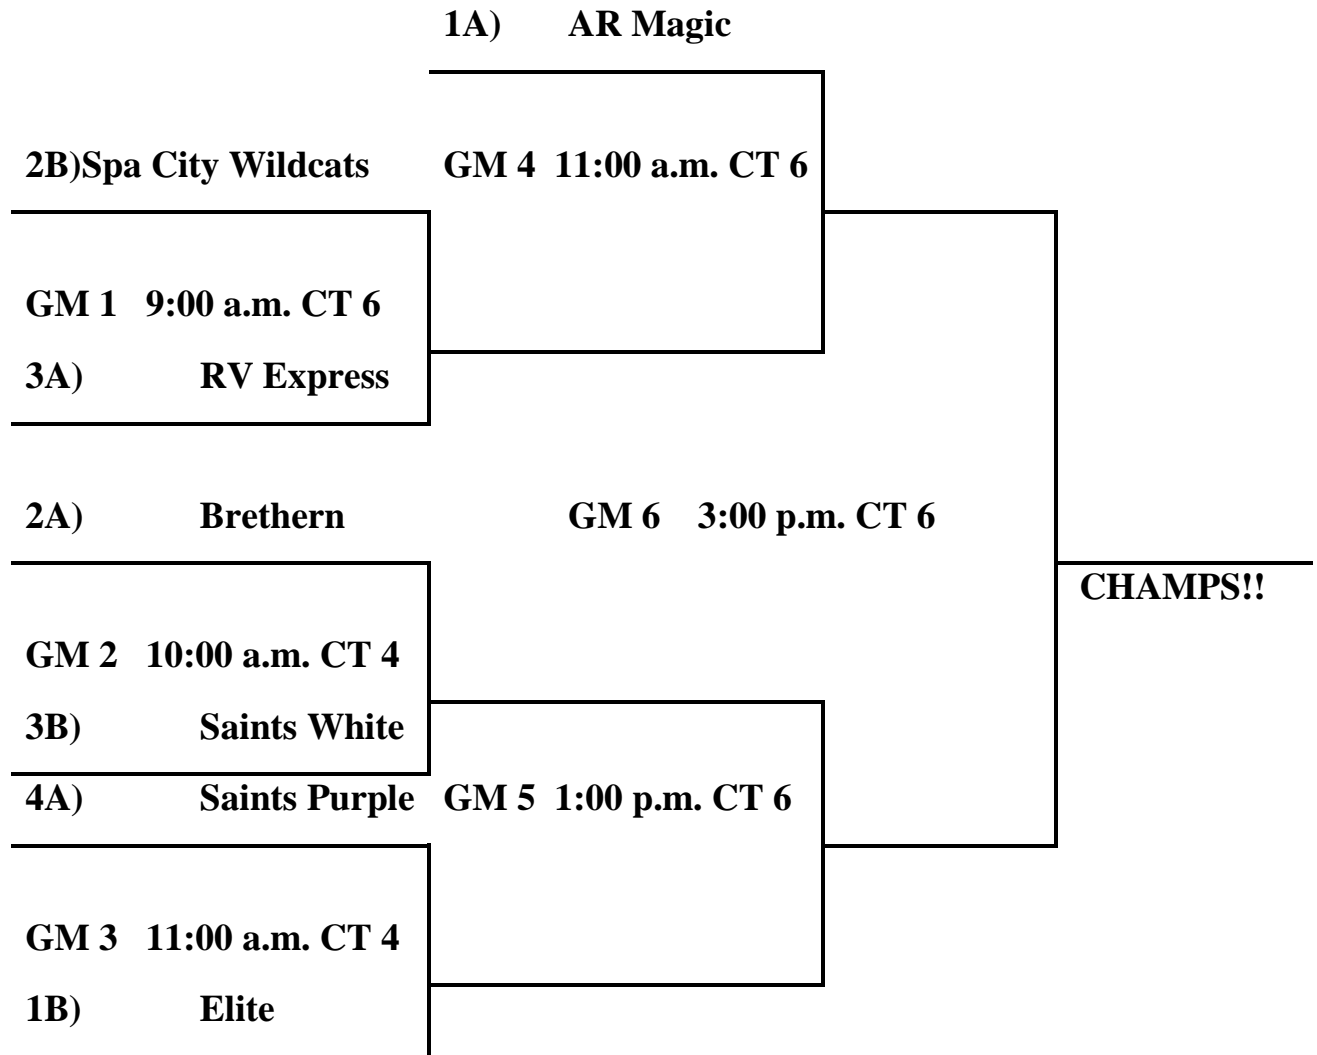 1A) AR Magic
2B)Spa City Wildcats GM 4 11:00 a.m. CT 6
GM 1 9:00 a.m. CT 6
3A) RV Express
2A) Brethern GM 6 3:00 p.m. CT 6
CHAMPS!!
GM 2 10:00 a.m. CT 4
3B) Saints White
4A) Saints Purple GM 5 1:00 p.m. CT 6
GM 3 11:00 a.m. CT 4
1B) Elite